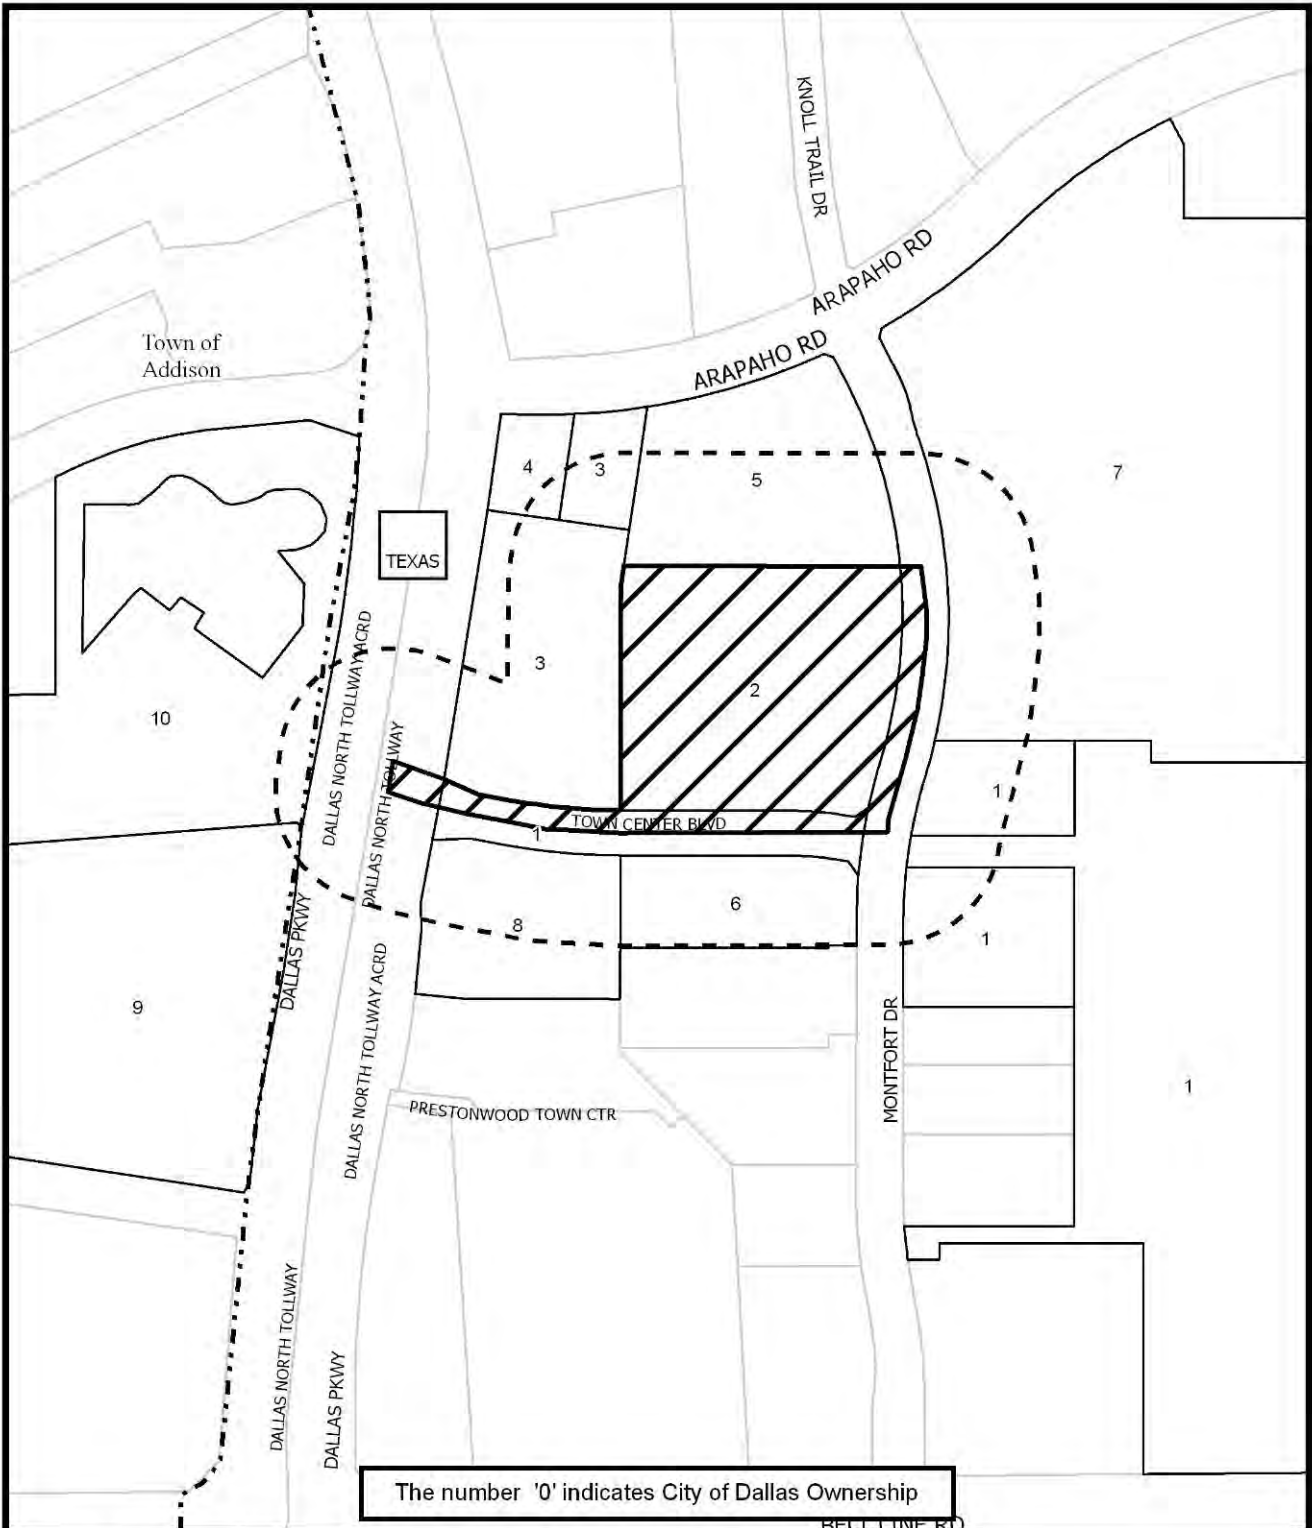 KNOLL TRAIL DR
ARAPAHO RD
ARAPAHO RD
Town of
Addison
4
3
5
7
TEXAS
DALLAS NORTH TOLLWAY ACRD
3
2
10
DALLAS NORTH TOLLWAY
1
TOWN CENTER BLVD
1
8
6
1
DALLAS PKWY
9
DALLAS NORTH TOLLWAY ACRD
MONTFORT DR
1
PRESTONWOOD TOWN CTR
DALLAS NORTH TOLLWAY
DALLAS PKWY
The number '0' indicates City of Dallas Ownership
BELT LINE RD